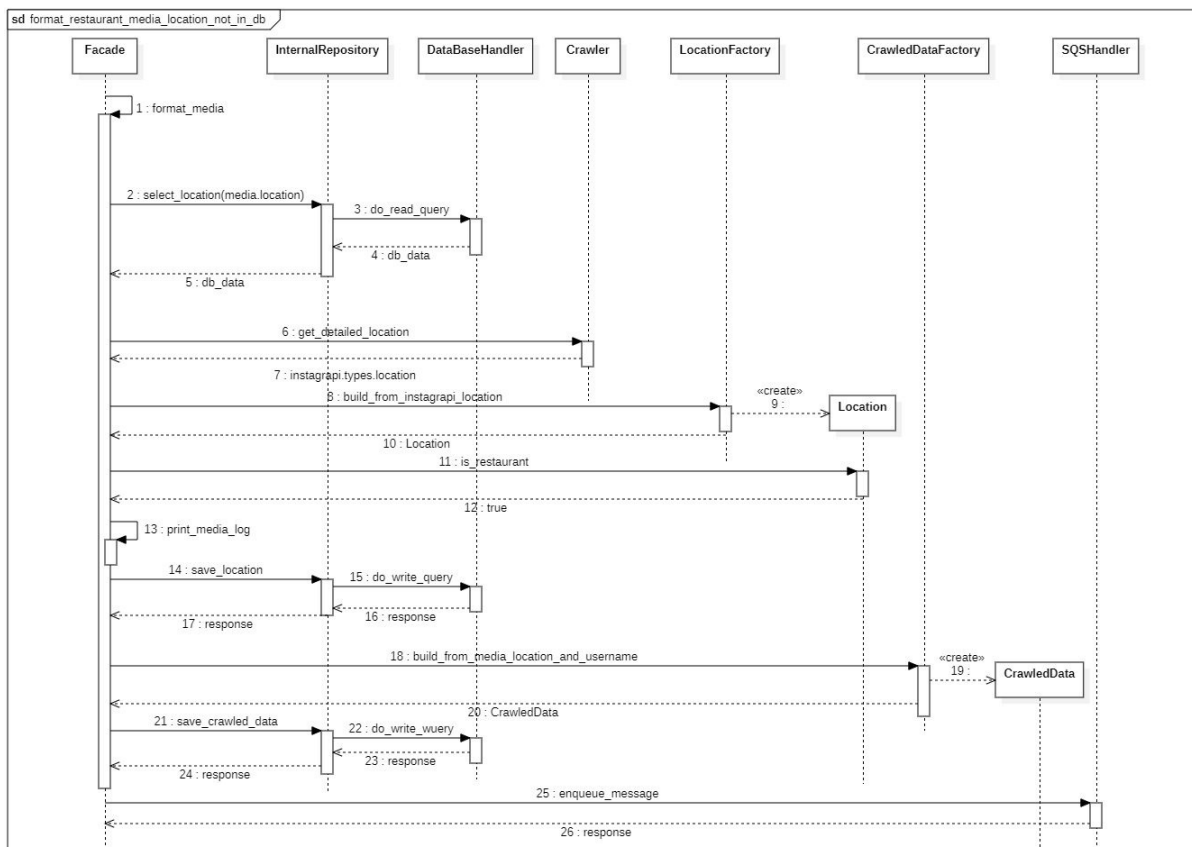 sd format_restaurant_media_location_not_in_db
Facade
InternalRepository
DataBaseHandler
Crawler
LocationFactory
CrawledDataFactory
SQSHandler
1 : format_media
2 : select_location(media.location)
3 : do_read_query
4 : db_data
5 : db_data
6 : get_detailed_location
7 : instagrapi.types.location
8 : build_from_instagrapi_location
«create»
9 :
Location
10 : Location
11 : is_restaurant
12 : true
13 : print_media_log
14 : save_location
15 : do_write_query
16 : response
17 : response
18 : build_from_media_location_and_username
«create»
19 :
CrawledData
20 : CrawledData
21 : save_crawled_data
22 : do_write_wuery
23 : response
24 : response
25 : enqueue_message
26 : response